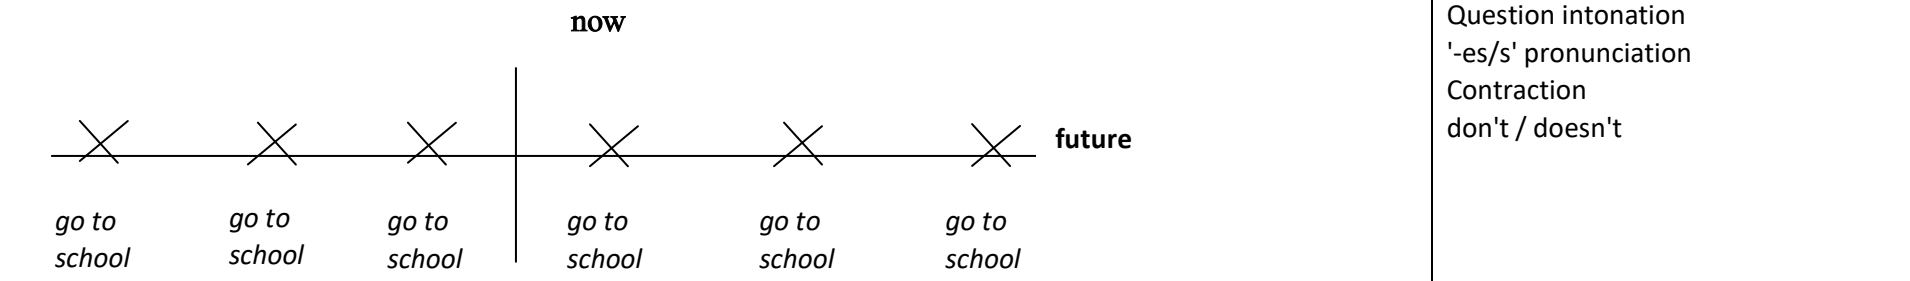 now
future
go to
school
go to
school
go to
school
go to
school
go to
school
go to
school
Question intonation
'-es/s' pronunciation
Contraction
don't / doesn't